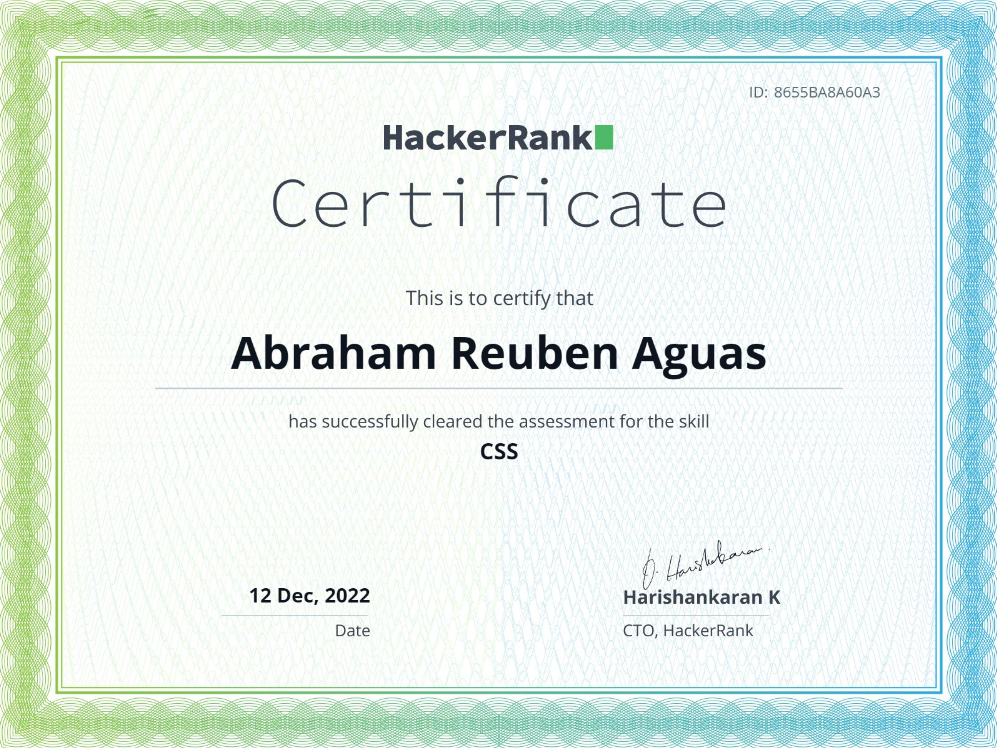 ID: 8655BA8A60A3
HackerRank
Certificate
This is to certify that
Abraham Reuben Aguas
has successfully cleared the assessment for the skill
CSS
12 Dec, 2022
Date
Harishankaran K
CTO, HackerRank